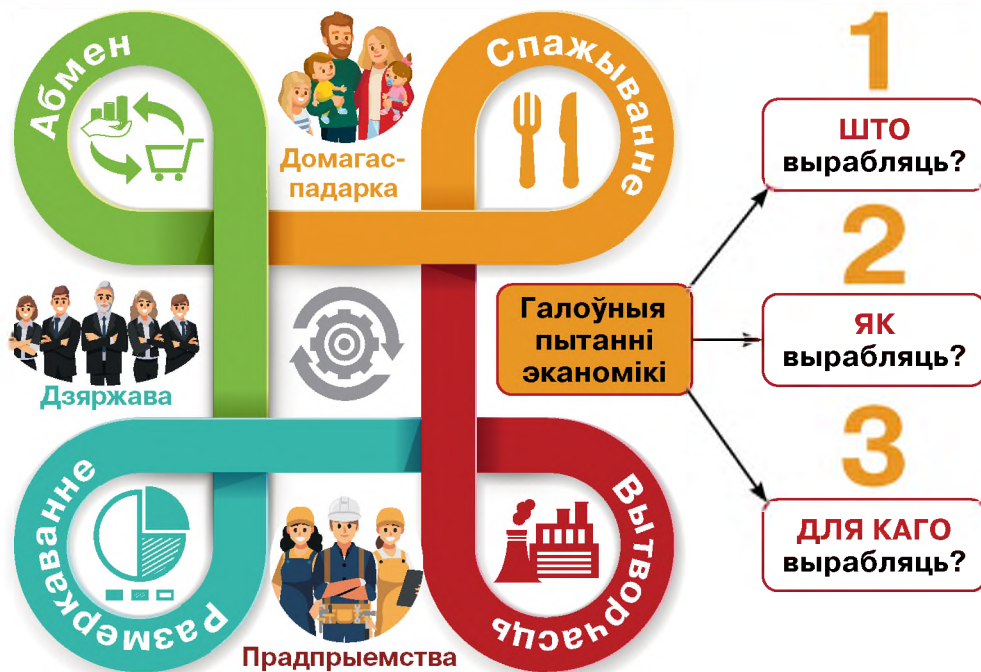 Абмен
Спажыванне
Домагас-
падарка
Дзяржава
Размеркаванне
Вытворчасць
Прадпрыемства
Галоўныя
пытанні
эканомікі
1
ШТО
вырабляць?
2
ЯК
вырабляць?
3
ДЛЯ КАГО
вырабляць?